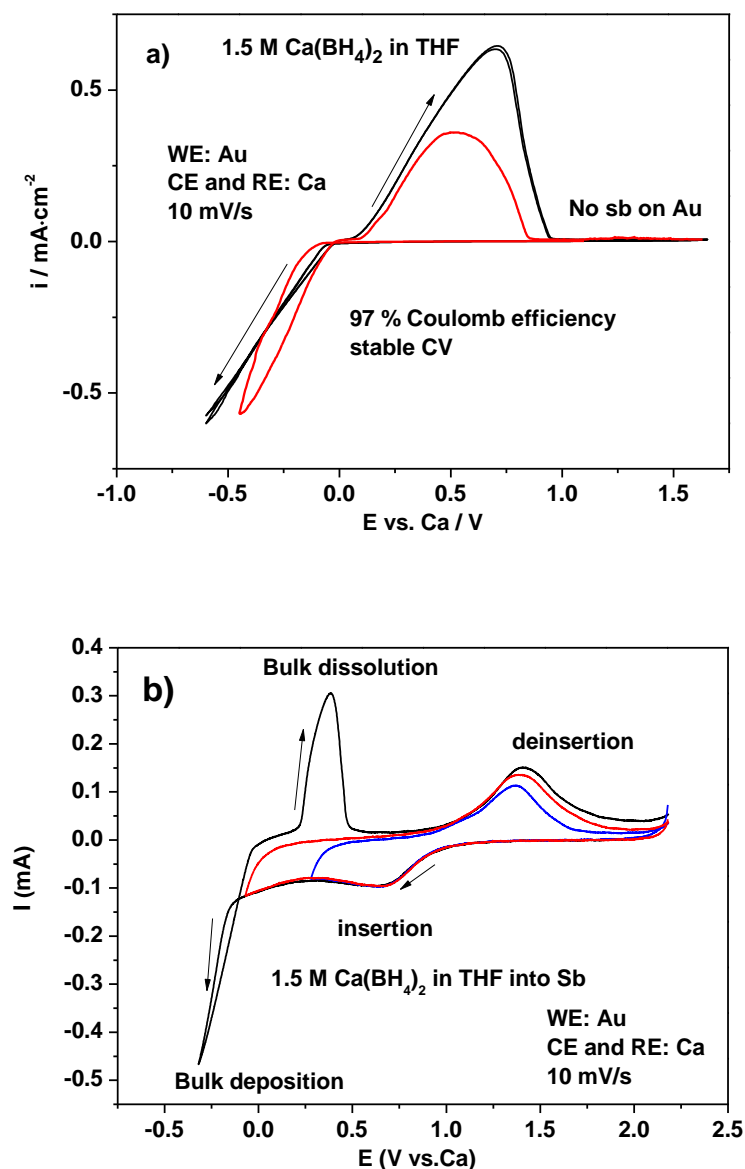 a)
1.5 M Ca(BH4)2 in THF
0.5
WE: Au
CE and RE: Ca
10 mV/s
No sb on Au
0.0
i / mA·cm-2
97 % Coulomb efficiency
stable CV
-0.5
-1.0 -0.5 0.0 0.5 1.0 1.5
E vs. Ca / V
0.4
b)
Bulk dissolution
0.3
deinsertion
0.2
0.1
0.0
I (mA)
-0.1
insertion
-0.2
1.5 M Ca(BH4)2 in THF into Sb
-0.3
WE: Au
-0.4
CE and RE: Ca
10 mV/s
Bulk deposition
-0.5
-0.5 0.0 0.5 1.0 1.5 2.0 2.5
E (V vs.Ca)